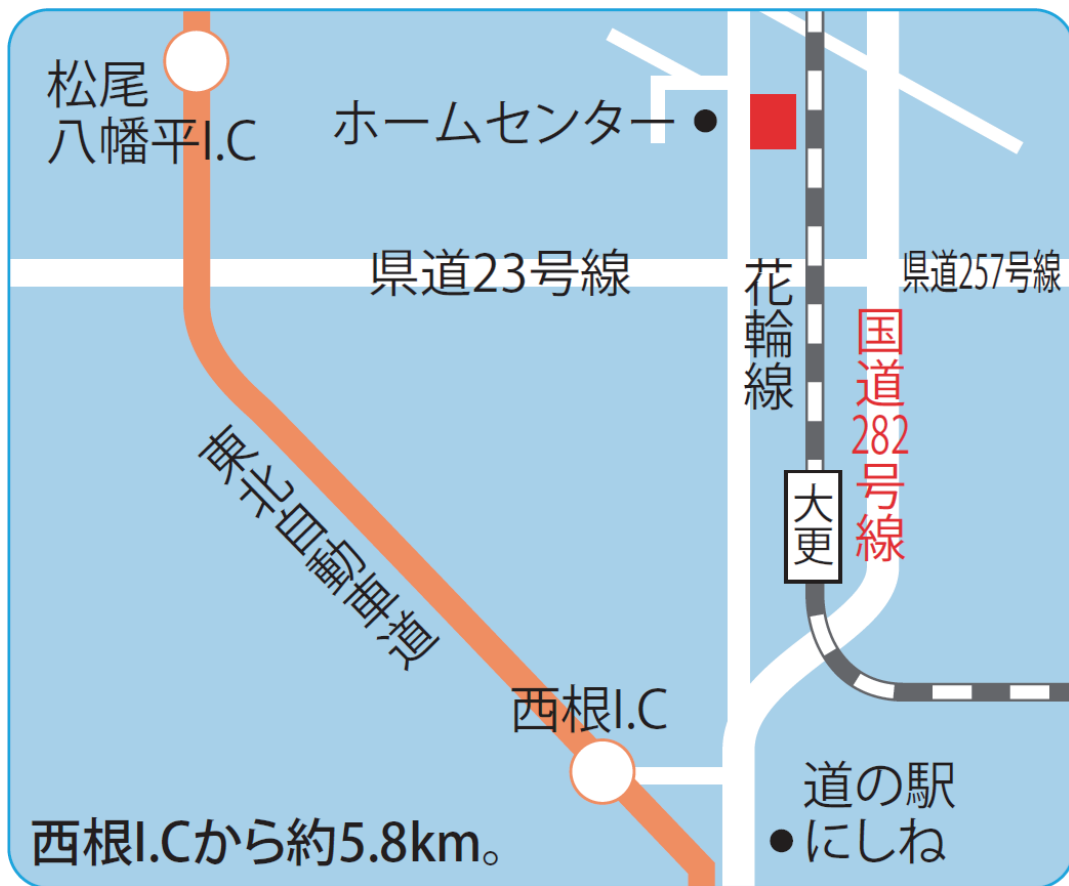 松尾
八幡平I.C
ホームセンター
県道23号線
県道257号線
花輪線
国道282号線
大更
東北自動車道
西根I.C
道の駅
にしね
西根I.Cから約5.8km。